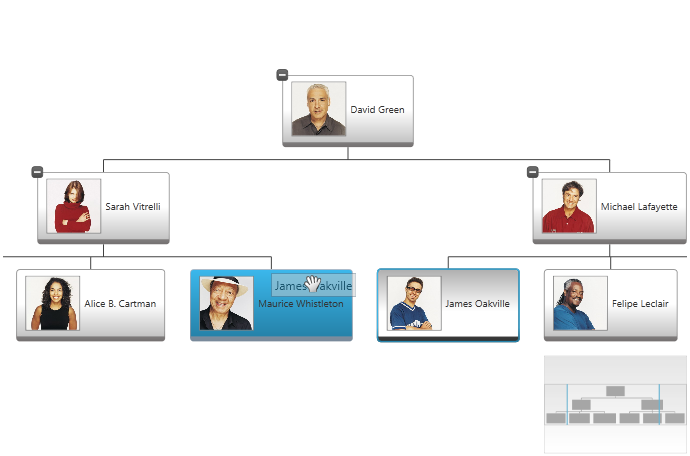 David Green
Sarah Vitrelli
Michael Lafayette
Alice B. Cartman
James Oakville
Maurice Whistleton
James Oakville
Felipe Leclair